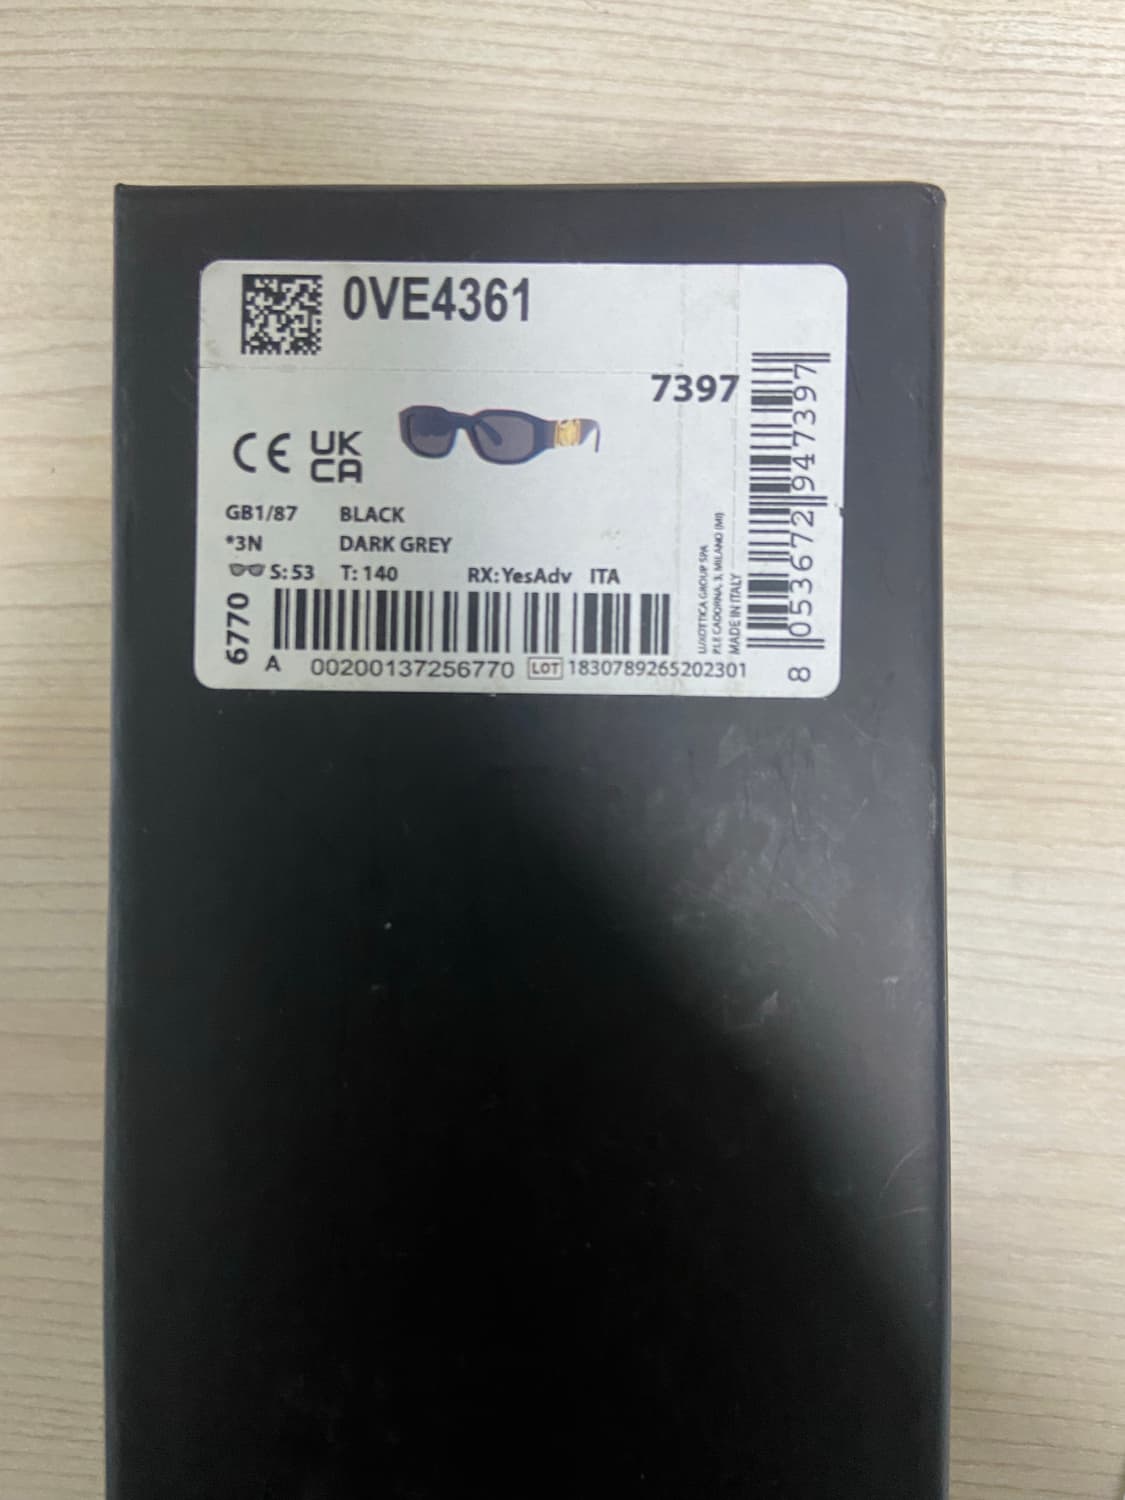 0VE4361
7397
CE UK
CA
GB1/87 BLACK
*3N DARK GREY
S:53 T: 140 RX:YesAdv ITA
6770
A 00200137256770 LOT 1830789265202301
LUXOTTICA GROUP SPA
P.LE CADORNA, 3, MILANO (MI)
MADE IN ITALY
8 053672 947397